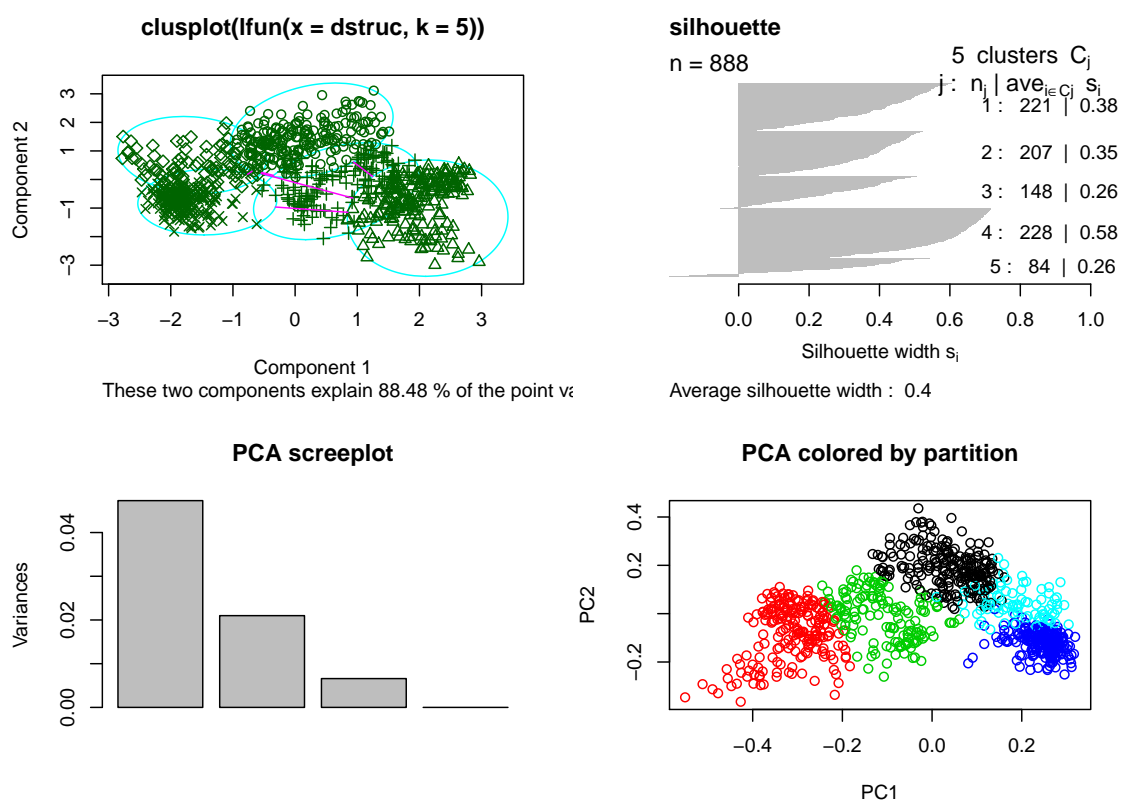 clusplot(lfun(x = dstruc, k = 5))
Component 2
3
2
1
−1
−3
−3 −2 −1 0 1 2 3
Component 1
These two components explain 88.48 % of the point va
silhouette
n = 888
5 clusters Cj
j : nj | avei∈Cj si
1 : 221 | 0.38
2 : 207 | 0.35
3 : 148 | 0.26
4 : 228 | 0.58
5 : 84 | 0.26
0.0 0.2 0.4 0.6 0.8 1.0
Silhouette width si
Average silhouette width : 0.4
PCA screeplot
Variances
0.04
0.02
0.00
PCA colored by partition
PC2
0.4
0.2
−0.2
−0.4 −0.2 0.0 0.2
PC1